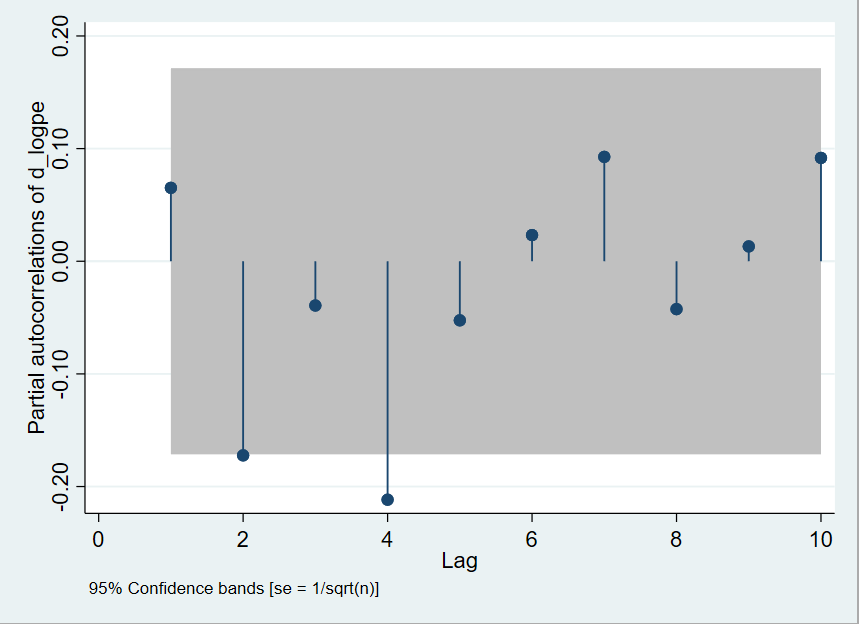 Partial autocorrelations of d_logpe
0.20
0.10
0.00
-0.10
-0.20
0 2 4 6 8 10
Lag
95% Confidence bands [se = 1/sqrt(n)]